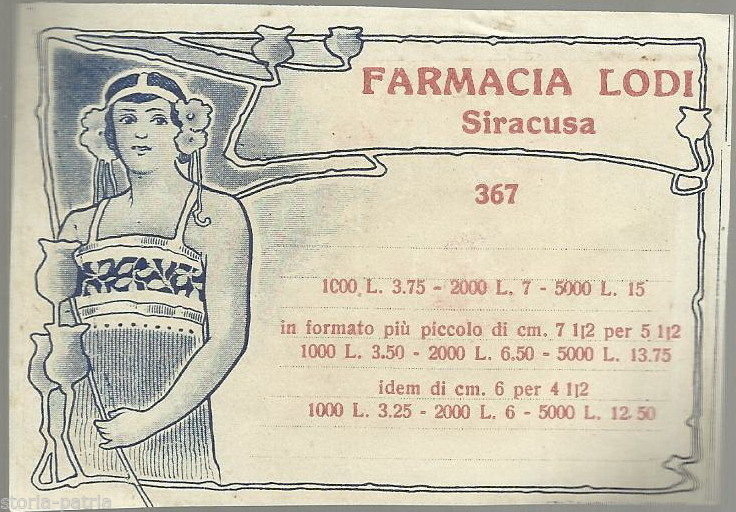 FARMACIA LODI
Siracusa
367
1000 L. 3.75 - 2000 L. 7 - 5000 L. 15
in formato più piccolo di cm. 7 1|2 per 5 1|2
1000 L. 3.50 - 2000 L. 6.50 - 5000 L. 13.75
idem di cm. 6 per 4 1|2
1000 L. 3.25 - 2000 L. 6 - 5000 L. 12.50
storia-patria